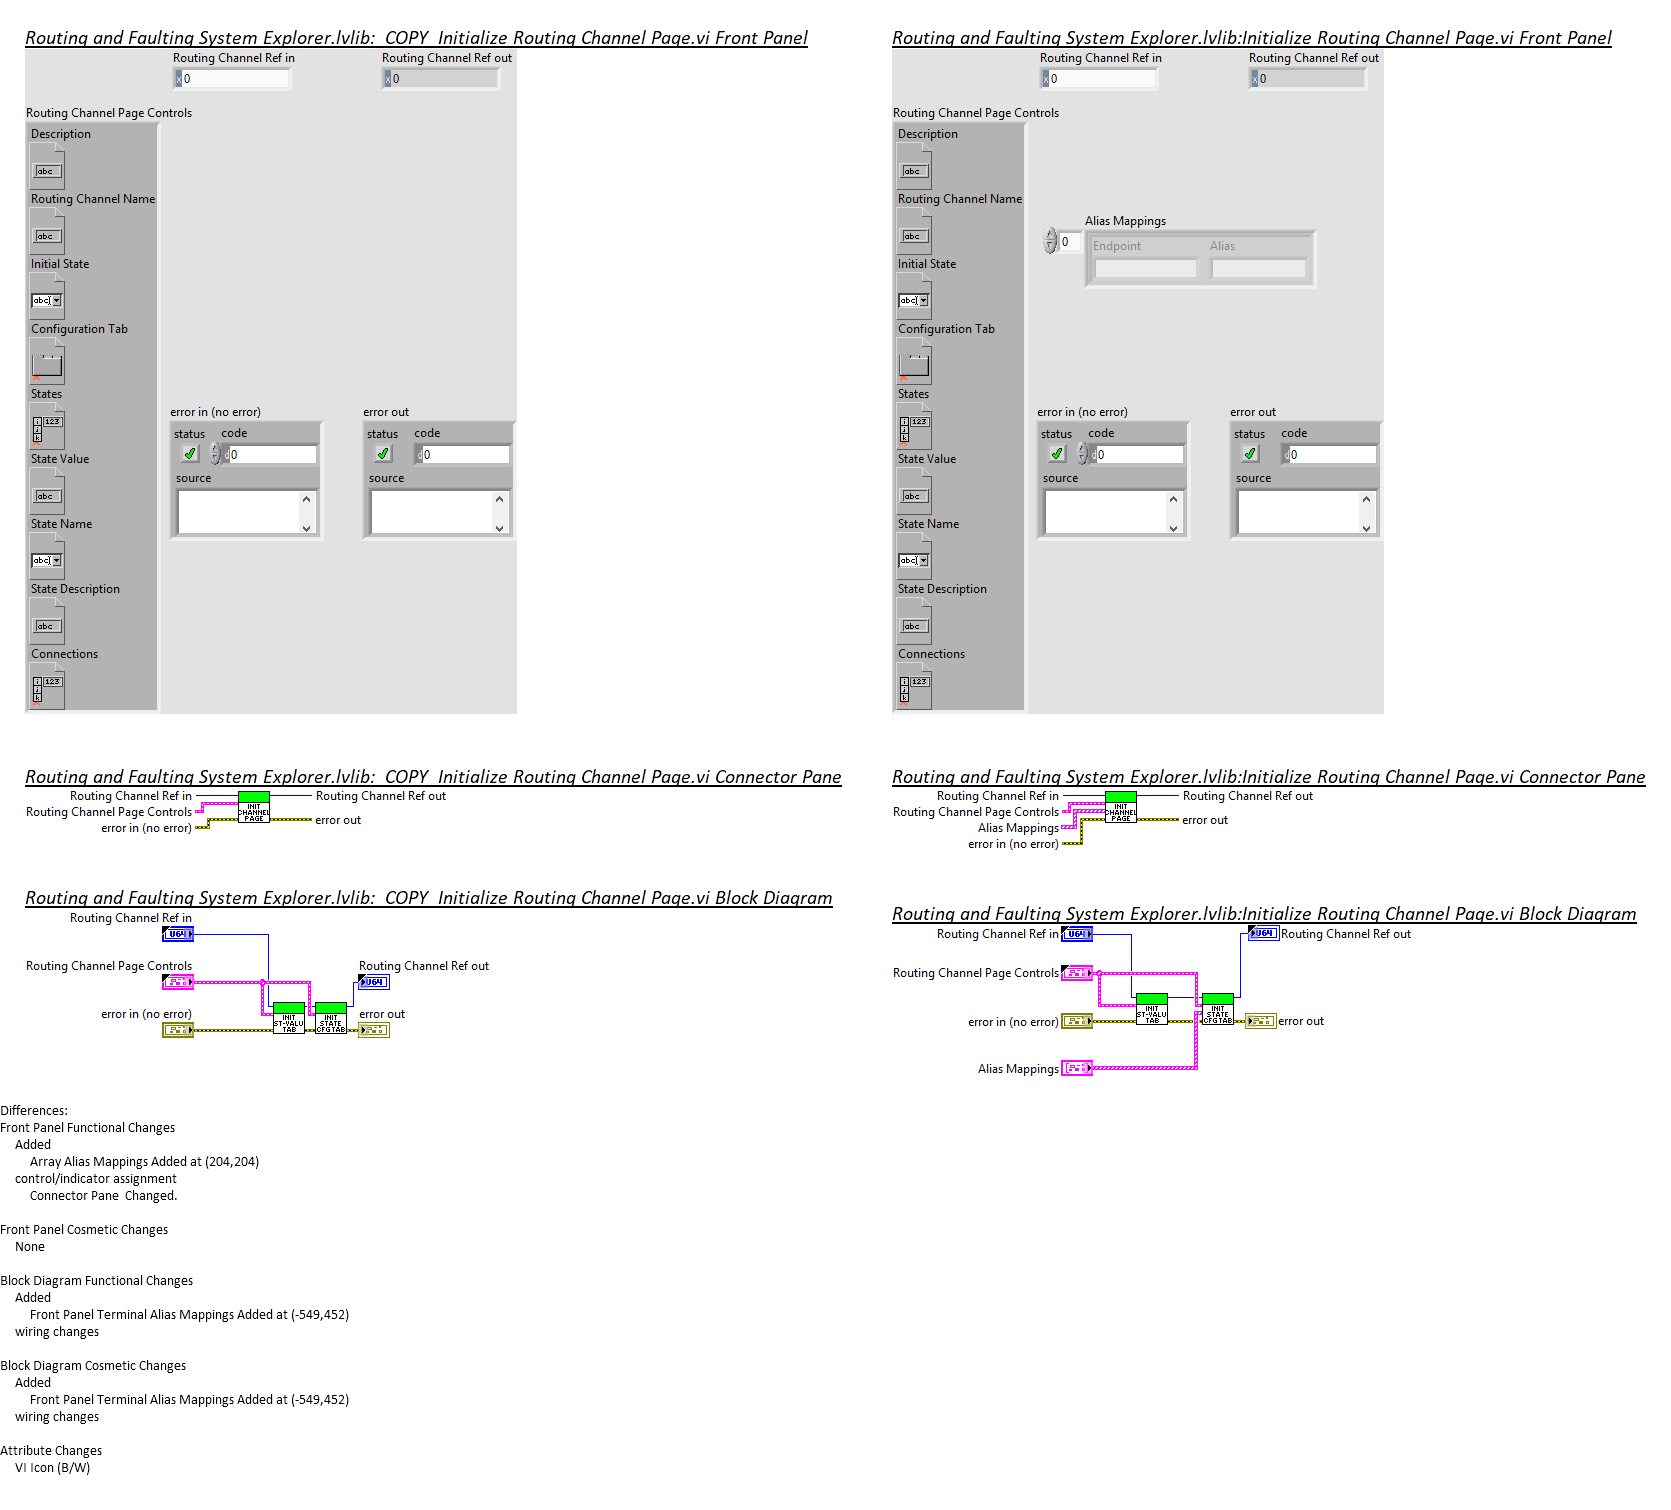 Routing and Faulting System Explorer.lvlib:_COPY_Initialize Routing Channel Page.vi Front Panel
Routing Channel Ref in
Routing Channel Ref out
x 0
x 0
Routing Channel Page Controls
Description
abc
Routing Channel Name
abc
Initial State
abc
Configuration Tab
States
123
State Value
abc
State Name
abc
State Description
abc
Connections
123
error in (no error)
status code
d 0
source
error out
status code
d 0
source
Routing and Faulting System Explorer.lvlib:Initialize Routing Channel Page.vi Front Panel
Routing Channel Ref in
Routing Channel Ref out
x 0
x 0
Routing Channel Page Controls
Description
abc
Routing Channel Name
abc
Initial State
abc
Configuration Tab
States
123
State Value
abc
State Name
abc
State Description
abc
Connections
123
Alias Mappings
0
Endpoint Alias
error in (no error)
status code
d 0
source
error out
status code
d 0
source
Routing and Faulting System Explorer.lvlib:_COPY_Initialize Routing Channel Page.vi Connector Pane
Routing Channel Ref in
Routing Channel Page Controls
error in (no error)
INIT
CHANNEL
PAGE
Routing Channel Ref out
error out
Routing and Faulting System Explorer.lvlib:Initialize Routing Channel Page.vi Connector Pane
Routing Channel Ref in
Routing Channel Page Controls
Alias Mappings
error in (no error)
INIT
CHANNEL
PAGE
Routing Channel Ref out
error out
Routing and Faulting System Explorer.lvlib:_COPY_Initialize Routing Channel Page.vi Block Diagram
Routing Channel Ref in
U64
Routing Channel Page Controls
error in (no error)
INIT
ST-VALU
TAB
INIT
STATE
CFGTAB
Routing Channel Ref out
U64
error out
Routing and Faulting System Explorer.lvlib:Initialize Routing Channel Page.vi Block Diagram
Routing Channel Ref in
U64
Routing Channel Page Controls
error in (no error)
Alias Mappings
INIT
ST-VALU
TAB
INIT
STATE
CFGTAB
U64
Routing Channel Ref out
error out
Differences:
Front Panel Functional Changes
Added
Array Alias Mappings Added at (204,204)
control/indicator assignment
Connector Pane  Changed.
Front Panel Cosmetic Changes
None
Block Diagram Functional Changes
Added
Front Panel Terminal Alias Mappings Added at (-549,452)
wiring changes
Block Diagram Cosmetic Changes
Added
Front Panel Terminal Alias Mappings Added at (-549,452)
wiring changes
Attribute Changes
VI Icon (B/W)